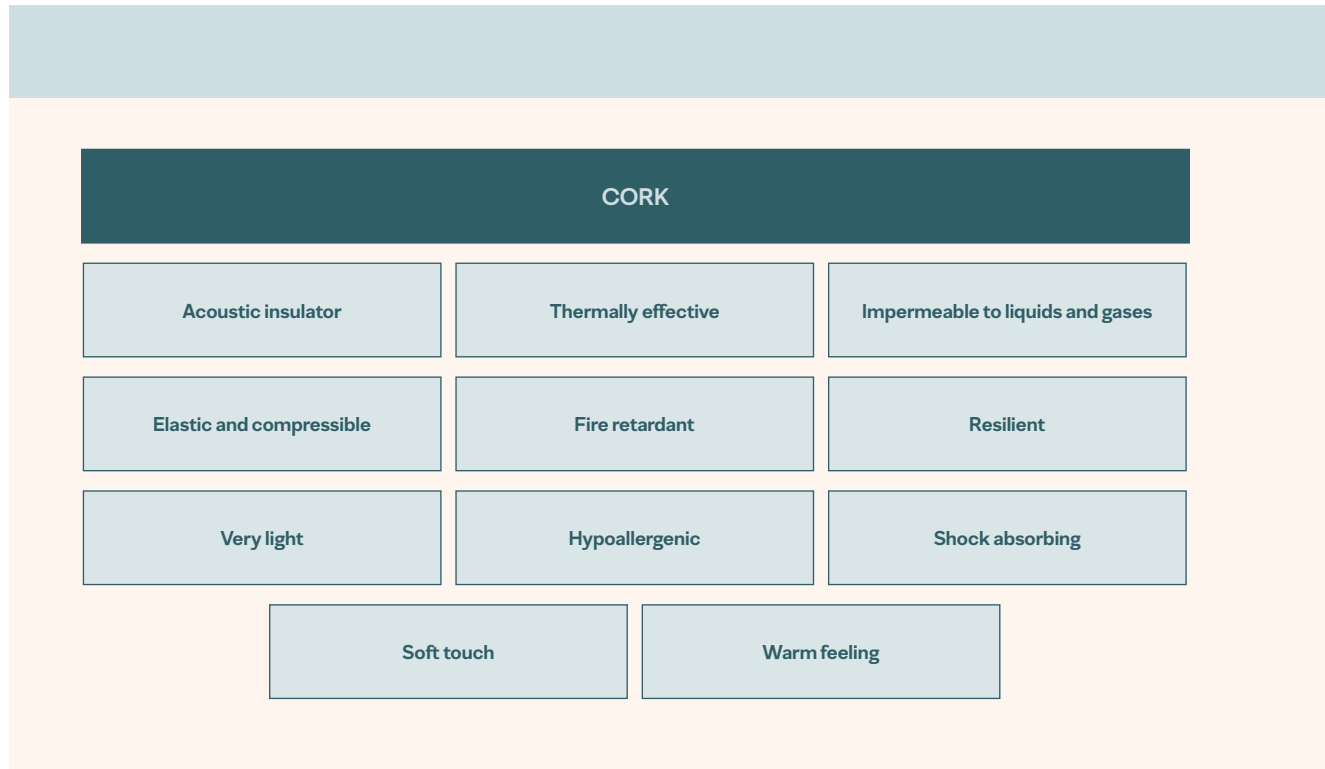 CORK
Acoustic insulator
Thermally effective
Impermeable to liquids and gases
Elastic and compressible
Fire retardant
Resilient
Very light
Hypoallergenic
Shock absorbing
Soft touch
Warm feeling